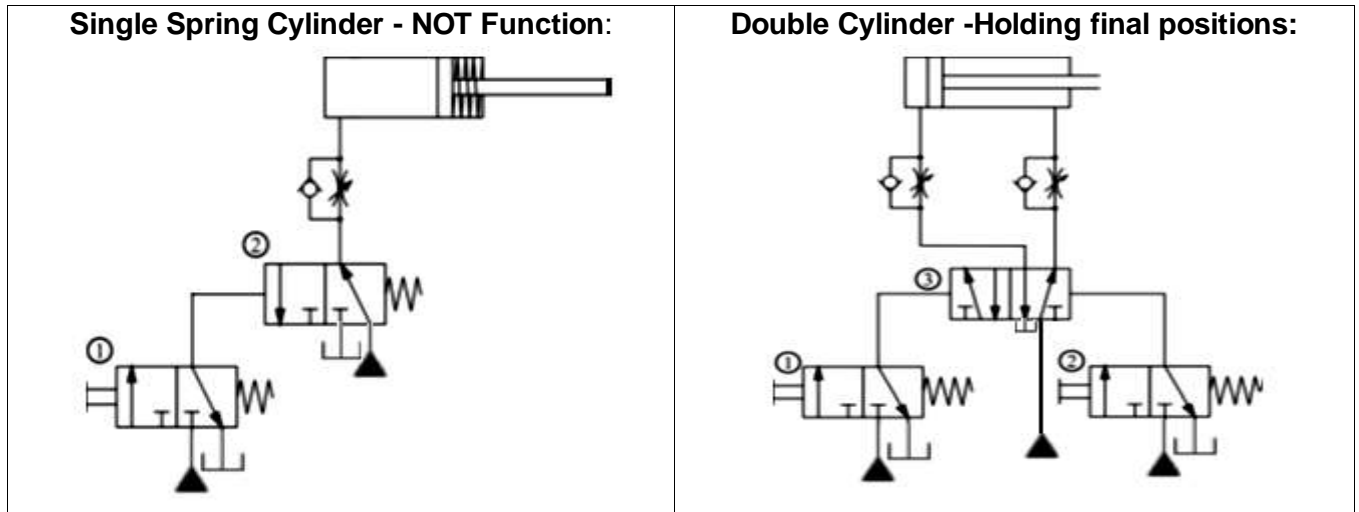 Single Spring Cylinder - NOT Function:
Double Cylinder -Holding final positions:
②
①
③
①
②